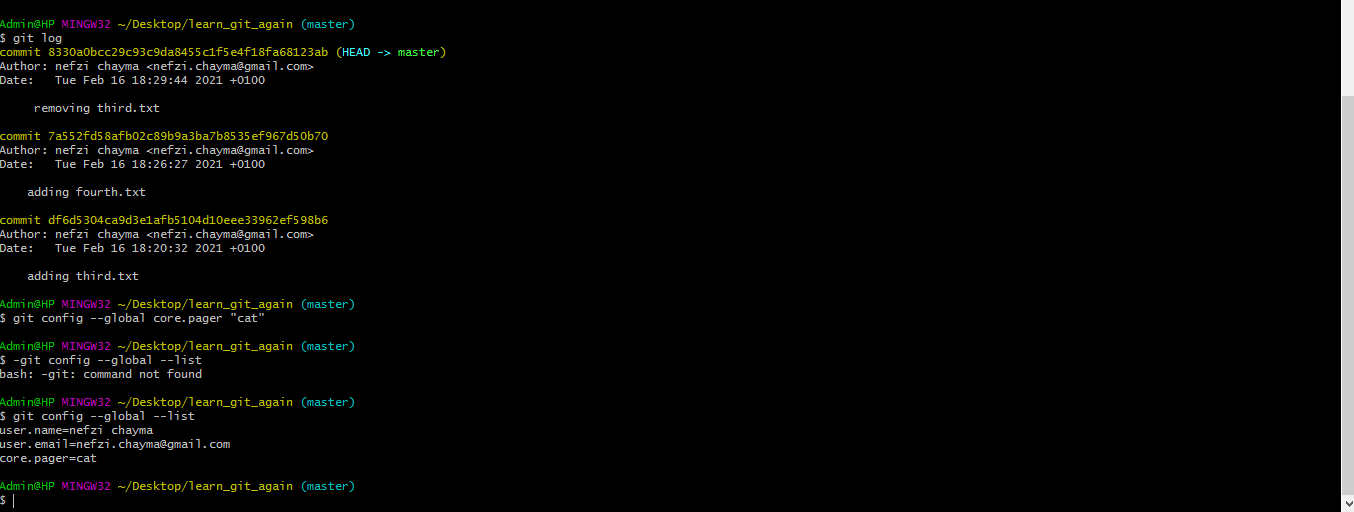 Admin@HP MINGW32 ~/Desktop/learn_git_again (master)
$ git log
commit 8330a0bcc29c93c9da8455c1f5e4f18fa68123ab (HEAD -> master)
Author: nefzi chayma <nefzi.chayma@gmail.com>
Date:   Tue Feb 16 18:29:44 2021 +0100
     removing third.txt
commit 7a552fd58afb02c89b9a3ba7b8535ef967d50b70
Author: nefzi chayma <nefzi.chayma@gmail.com>
Date:   Tue Feb 16 18:26:27 2021 +0100
    adding fourth.txt
commit df6d5304ca9d3e1afb5104d10eee33962ef598b6
Author: nefzi chayma <nefzi.chayma@gmail.com>
Date:   Tue Feb 16 18:20:32 2021 +0100
    adding third.txt
Admin@HP MINGW32 ~/Desktop/learn_git_again (master)
$ git config --global core.pager "cat"
Admin@HP MINGW32 ~/Desktop/learn_git_again (master)
$ -git config --global --list
bash: -git: command not found
Admin@HP MINGW32 ~/Desktop/learn_git_again (master)
$ git config --global --list
user.name=nefzi chayma
user.email=nefzi.chayma@gmail.com
core.pager=cat
Admin@HP MINGW32 ~/Desktop/learn_git_again (master)
$